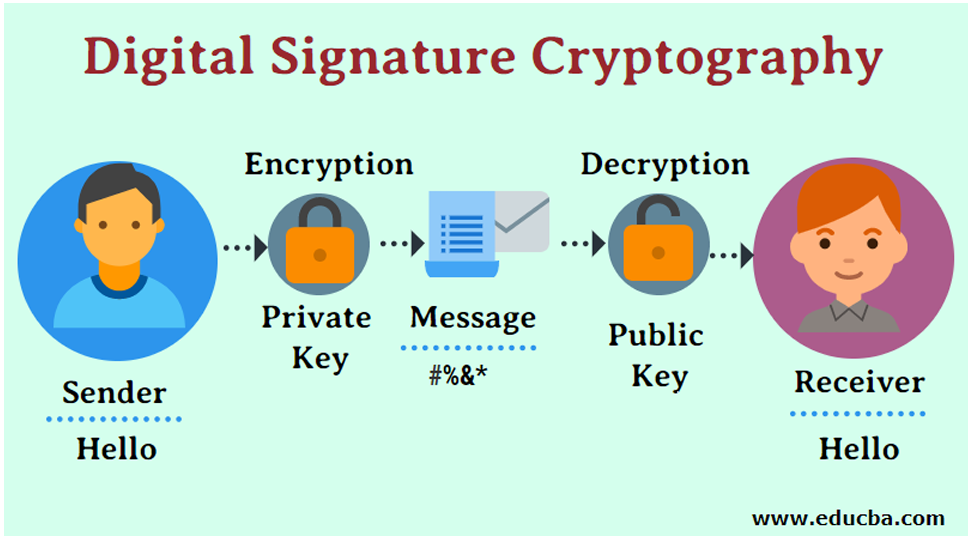 Digital Signature Cryptography
Encryption
Decryption
Private
Key
Message
#%&*
Public
Key
Sender
Hello
Receiver
Hello
www.educba.com